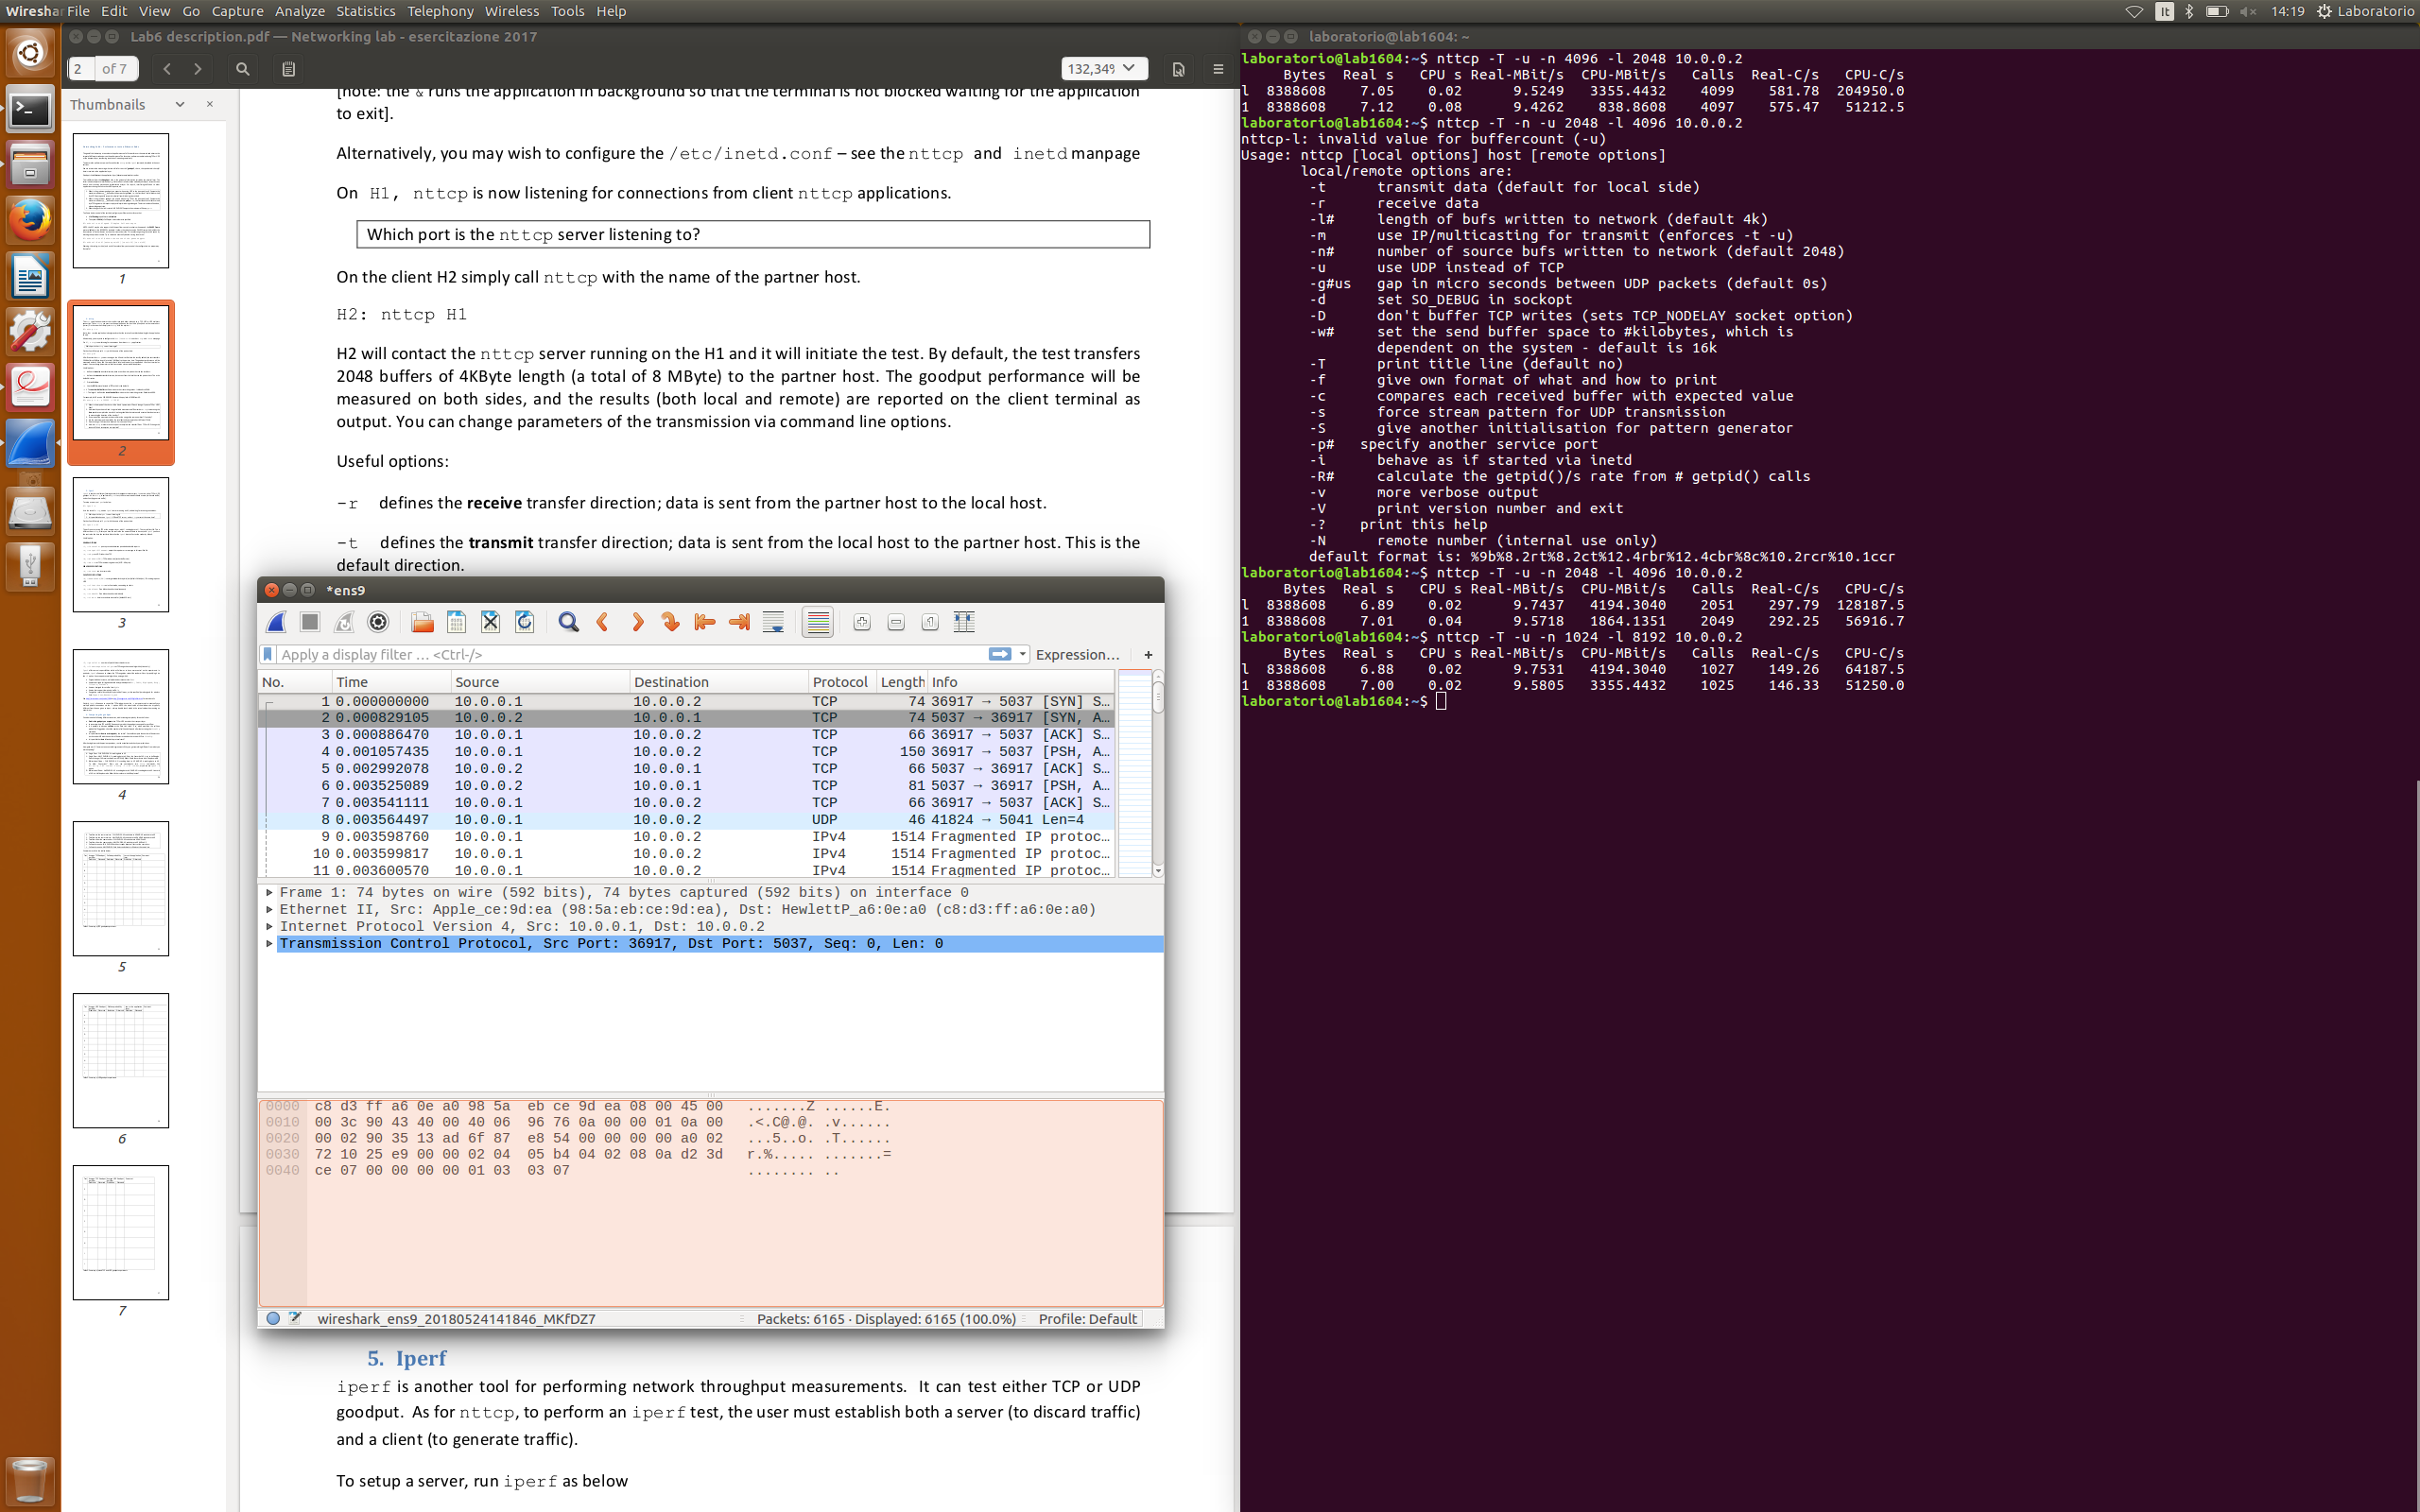 Wiresha File Edit View Go Capture Analyze Statistics Telephony Wireless Tools Help
It 14:19 Laboratorio
Lab6 description.pdf — Networking lab - esercitazione 2017
2 of 7
132,34%
Thumbnails
1
2
3
4
5
6
7
[note: the & runs the application in background so that the terminal is not blocked waiting for the application
to exit].
Alternatively, you may wish to configure the /etc/inetd.conf – see the nttcp and inetd manpage
On H1, nttcp is now listening for connections from client nttcp applications.
Which port is the nttcp server listening to?
On the client H2 simply call nttcp with the name of the partner host.
H2: nttcp H1
H2 will contact the nttcp server running on the H1 and it will initiate the test. By default, the test transfers
2048 buffers of 4KByte length (a total of 8 MByte) to the partner host. The goodput performance will be
measured on both sides, and the results (both local and remote) are reported on the client terminal as
output. You can change parameters of the transmission via command line options.
Useful options:
-r defines the receive transfer direction; data is sent from the partner host to the local host.
-t defines the transmit transfer direction; data is sent from the local host to the partner host. This is the
default direction.
*ens9
Apply a display filter … <Ctrl-/>
Expression…
+
No. Time Source Destination Protocol Length Info
1 0.000000000 10.0.0.1 10.0.0.2 TCP 74 36917 → 5037 [SYN] S…
2 0.000829105 10.0.0.2 10.0.0.1 TCP 74 5037 → 36917 [SYN, A…
3 0.000886470 10.0.0.1 10.0.0.2 TCP 66 36917 → 5037 [ACK] S…
4 0.001057435 10.0.0.1 10.0.0.2 TCP 150 36917 → 5037 [PSH, A…
5 0.002992078 10.0.0.2 10.0.0.1 TCP 66 5037 → 36917 [ACK] S…
6 0.003525089 10.0.0.2 10.0.0.1 TCP 81 5037 → 36917 [PSH, A…
7 0.003541111 10.0.0.1 10.0.0.2 TCP 66 36917 → 5037 [ACK] S…
8 0.003564497 10.0.0.1 10.0.0.2 UDP 46 41824 → 5041 Len=4
9 0.003598760 10.0.0.1 10.0.0.2 IPv4 1514 Fragmented IP protoc…
10 0.003599817 10.0.0.1 10.0.0.2 IPv4 1514 Fragmented IP protoc…
11 0.003600570 10.0.0.1 10.0.0.2 IPv4 1514 Fragmented IP protoc…
Frame 1: 74 bytes on wire (592 bits), 74 bytes captured (592 bits) on interface 0
Ethernet II, Src: Apple_ce:9d:ea (98:5a:eb:ce:9d:ea), Dst: HewlettP_a6:0e:a0 (c8:d3:ff:a6:0e:a0)
Internet Protocol Version 4, Src: 10.0.0.1, Dst: 10.0.0.2
Transmission Control Protocol, Src Port: 36917, Dst Port: 5037, Seq: 0, Len: 0
0000 c8 d3 ff a6 0e a0 98 5a eb ce 9d ea 08 00 45 00 .......Z ......E.
0010 00 3c 90 43 40 00 40 06 96 76 0a 00 00 01 0a 00 .<.C@.@. .v......
0020 00 02 90 35 13 ad 6f 87 e8 54 00 00 00 00 a0 02 ...5..o. .T......
0030 72 10 25 e9 00 00 02 04 05 b4 04 02 08 0a d2 3d r.%..... .......=
0040 ce 07 00 00 00 00 01 03 03 07 ........ ..
wireshark_ens9_20180524141846_MKfDZ7 Packets: 6165 · Displayed: 6165 (100.0%) Profile: Default
5. Iperf
iperf is another tool for performing network throughput measurements. It can test either TCP or UDP
goodput. As for nttcp, to perform an iperf test, the user must establish both a server (to discard traffic)
and a client (to generate traffic).
To setup a server, run iperf as below
laboratorio@lab1604: ~
laboratorio@lab1604:~$ nttcp -T -u -n 4096 -l 2048 10.0.0.2
Bytes Real s CPU s Real-MBit/s CPU-MBit/s Calls Real-C/s CPU-C/s
l 8388608 7.05 0.02 9.5249 3355.4432 4099 581.78 204950.0
1 8388608 7.12 0.08 9.4262 838.8608 4097 575.47 51212.5
laboratorio@lab1604:~$ nttcp -T -n -u 2048 -l 4096 10.0.0.2
nttcp-l: invalid value for buffercount (-u)
Usage: nttcp [local options] host [remote options]
local/remote options are:
-t transmit data (default for local side)
-r receive data
-l# length of bufs written to network (default 4k)
-m use IP/multicasting for transmit (enforces -t -u)
-n# number of source bufs written to network (default 2048)
-u use UDP instead of TCP
-g#us gap in micro seconds between UDP packets (default 0s)
-d set SO_DEBUG in sockopt
-D don't buffer TCP writes (sets TCP_NODELAY socket option)
-w# set the send buffer space to #kilobytes, which is
dependent on the system - default is 16k
-T print title line (default no)
-f give own format of what and how to print
-c compares each received buffer with expected value
-s force stream pattern for UDP transmission
-S give another initialisation for pattern generator
-p# specify another service port
-i behave as if started via inetd
-R# calculate the getpid()/s rate from # getpid() calls
-v more verbose output
-V print version number and exit
-? print this help
-N remote number (internal use only)
default format is: %9b%8.2rt%8.2ct%12.4rbr%12.4cbr%8c%10.2rcr%10.1ccr
laboratorio@lab1604:~$ nttcp -T -u -n 2048 -l 4096 10.0.0.2
Bytes Real s CPU s Real-MBit/s CPU-MBit/s Calls Real-C/s CPU-C/s
l 8388608 6.89 0.02 9.7437 4194.3040 2051 297.79 128187.5
1 8388608 7.01 0.04 9.5718 1864.1351 2049 292.25 56916.7
laboratorio@lab1604:~$ nttcp -T -u -n 1024 -l 8192 10.0.0.2
Bytes Real s CPU s Real-MBit/s CPU-MBit/s Calls Real-C/s CPU-C/s
l 8388608 6.88 0.02 9.7531 4194.3040 1027 149.26 64187.5
1 8388608 7.00 0.02 9.5805 3355.4432 1025 146.33 51250.0
laboratorio@lab1604:~$